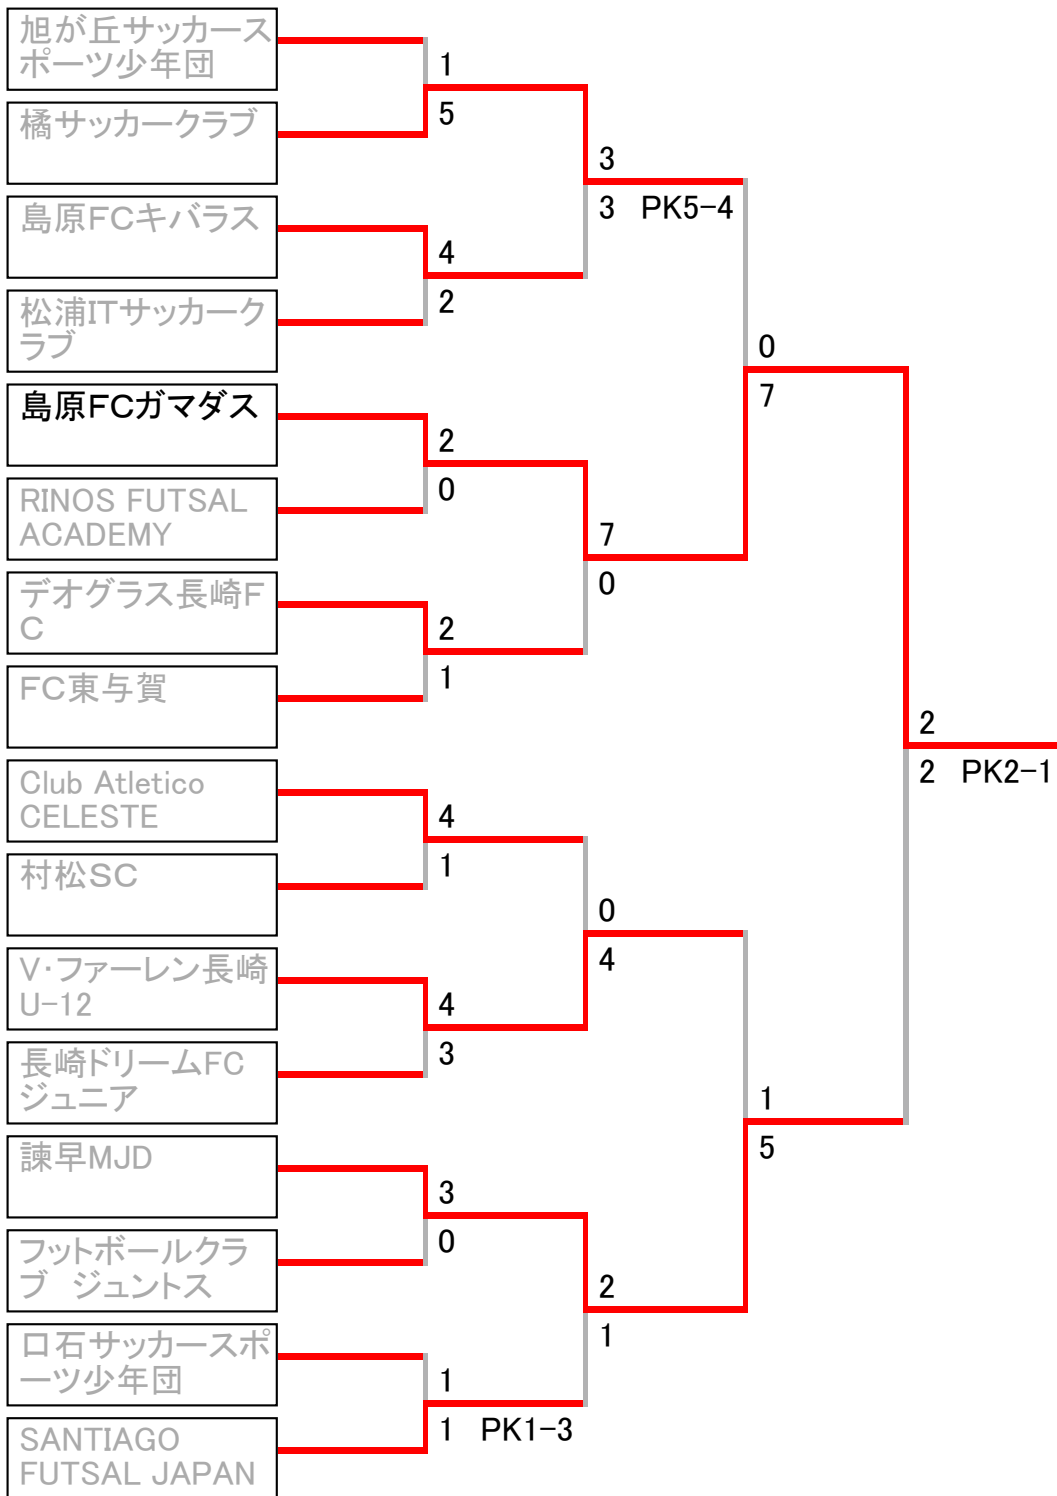 旭が丘サッカース
ポーツ少年団
1
5
橘サッカークラブ
3
3 PK5-4
島原FCキバラス
4
2
松浦ITサッカーク
ラブ
0
7
島原FCガマダス
2
0
RINOS FUTSAL
ACADEMY
7
0
デオグラス長崎F
C
2
1
FC東与賀
2
2 PK2-1
Club Atletico
CELESTE
4
1
村松SC
0
4
V・ファーレン長崎
U-12
4
3
長崎ドリームFC
ジュニア
1
5
諫早MJD
3
0
フットボールクラ
ブ ジュントス
2
1
口石サッカースポ
ーツ少年団
1
1 PK1-3
SANTIAGO
FUTSAL JAPAN